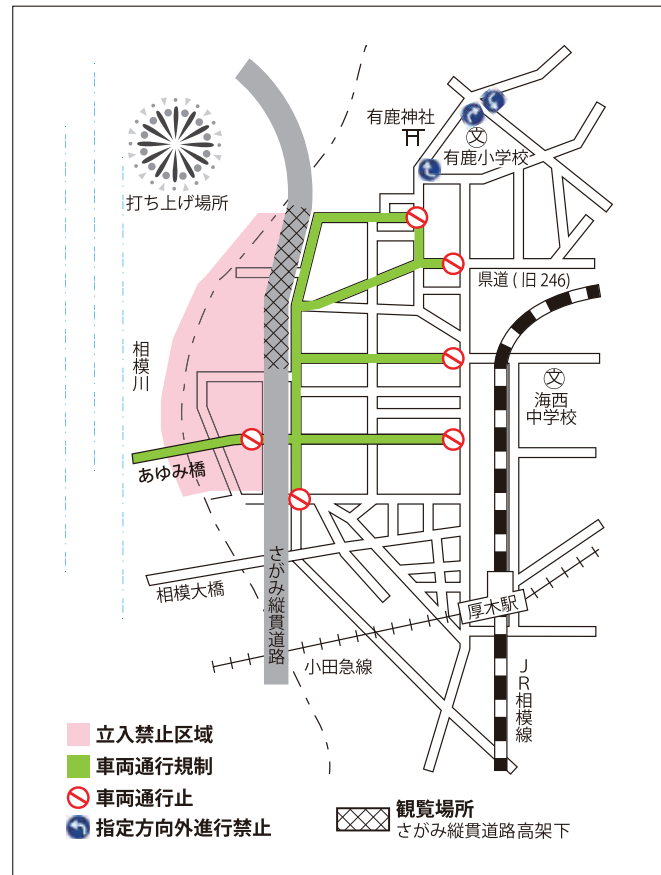 有鹿神社
文
有鹿小学校
打ち上げ場所
県道(旧246)
相模川
文
海西
中学校
あゆみ橋
さがみ縦貫道路
相模大橋
厚木駅
小田急線
JR相模線
立入禁止区域
車両通行規制
車両通行止
指定方向外進行禁止
観覧場所
さがみ縦貫道路高架下